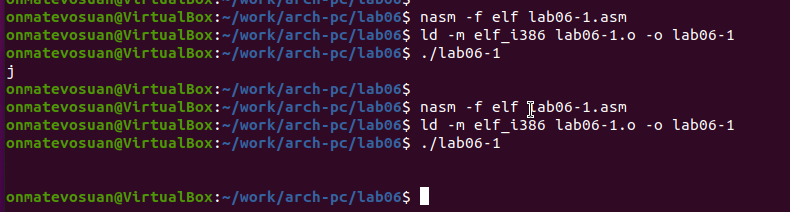 onmatevosuan@VirtualBox:~/work/arch-pc/lab06$ nasm -f elf lab06-1.asm
onmatevosuan@VirtualBox:~/work/arch-pc/lab06$ ld -m elf_i386 lab06-1.o -o lab06-1
onmatevosuan@VirtualBox:~/work/arch-pc/lab06$ ./lab06-1
j
onmatevosuan@VirtualBox:~/work/arch-pc/lab06$
onmatevosuan@VirtualBox:~/work/arch-pc/lab06$ nasm -f elf lab06-1.asm
onmatevosuan@VirtualBox:~/work/arch-pc/lab06$ ld -m elf_i386 lab06-1.o -o lab06-1
onmatevosuan@VirtualBox:~/work/arch-pc/lab06$ ./lab06-1
onmatevosuan@VirtualBox:~/work/arch-pc/lab06$